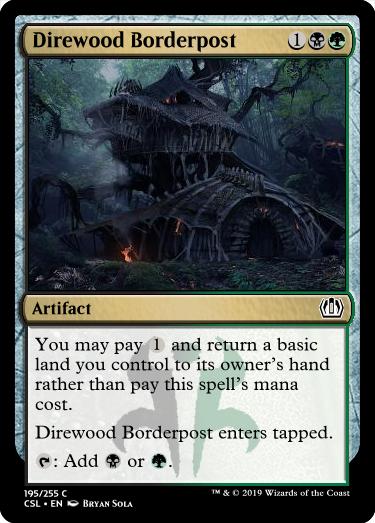 Direwood Borderpost 1
Artifact
You may pay 1 and return a basic
land you control to its owner's hand
rather than pay this spell's mana
cost.
Direwood Borderpost enters tapped.
: Add or .
195/255 C
CSL • EN Bryan Sola
™ & © 2019 Wizards of the Coast